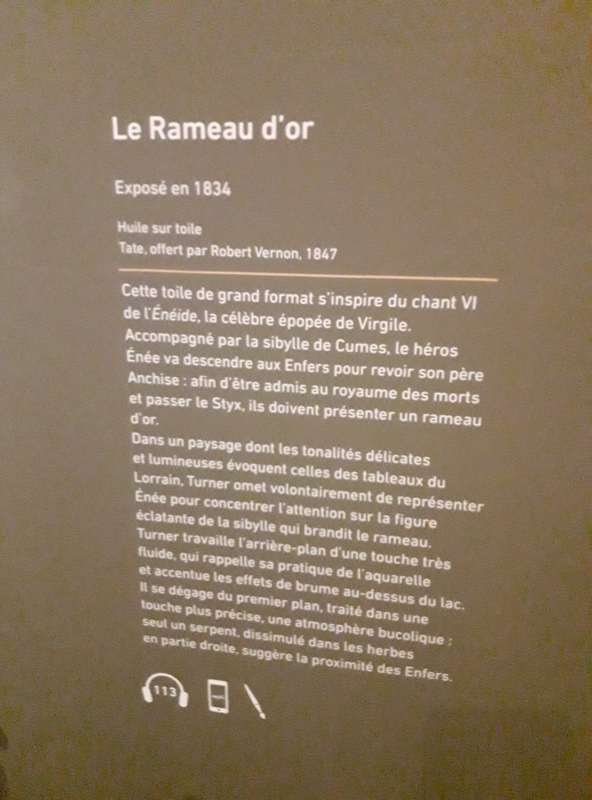 Le Rameau d'or
Exposé en 1834
Huile sur toile
Tate, offert par Robert Vernon, 1847
Cette toile de grand format s'inspire du chant VI
de l'Énéide, la célèbre épopée de Virgile.
Accompagné par la sibylle de Cumes, le héros
Énée va descendre aux Enfers pour revoir son père
Anchise : afin d'être admis au royaume des morts
et passer le Styx, ils doivent présenter un rameau
d'or.
Dans un paysage dont les tonalités délicates
et lumineuses évoquent celles des tableaux du
Lorrain, Turner omet volontairement de représenter
Énée pour concentrer l'attention sur la figure
éclatante de la sibylle qui brandit le rameau.
Turner travaille l'arrière-plan d'une touche très
fluide, qui rappelle sa pratique de l'aquarelle
et accentue les effets de brume au-dessus du lac.
Il se dégage du premier plan, traité dans une
touche plus précise, une atmosphère bucolique :
seul un serpent, dissimulé dans les herbes
en partie droite, suggère la proximité des Enfers.
113